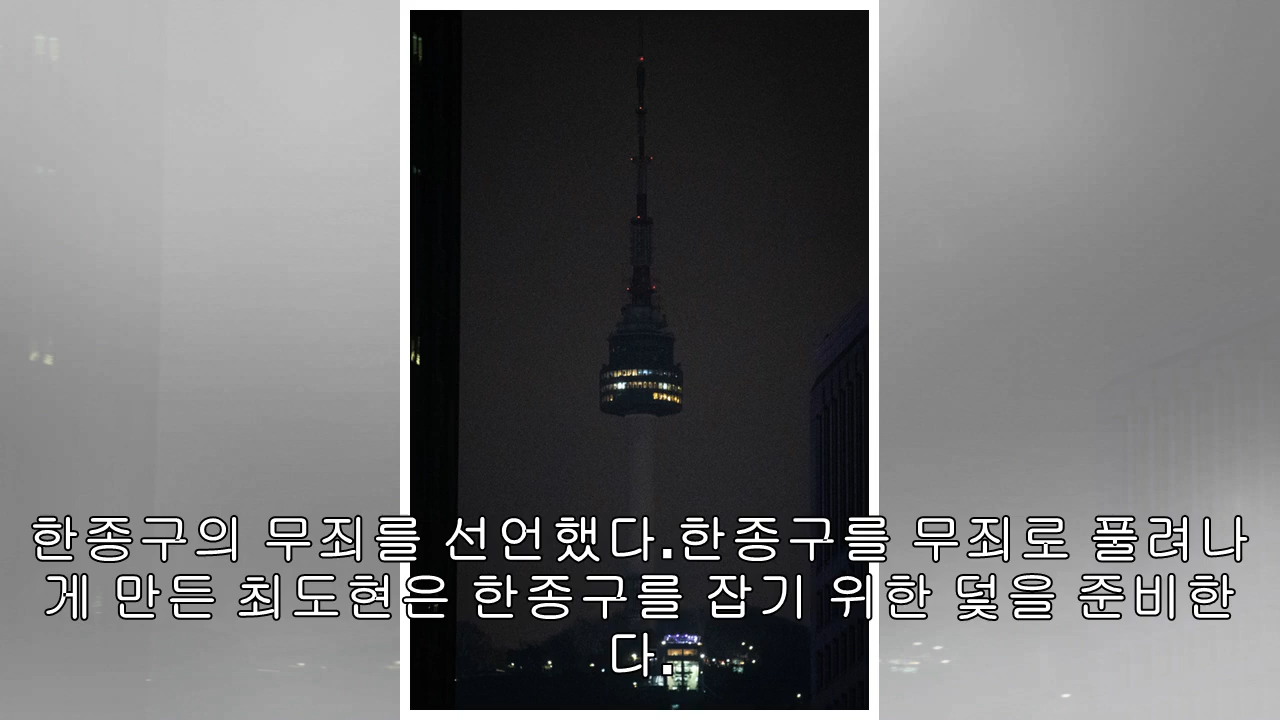 한종구의 무죄를 선언했다.한종구를 무죄로 풀려나
게 만든 최도현은 한종구를 잡기 위한 덫을 준비한
다.